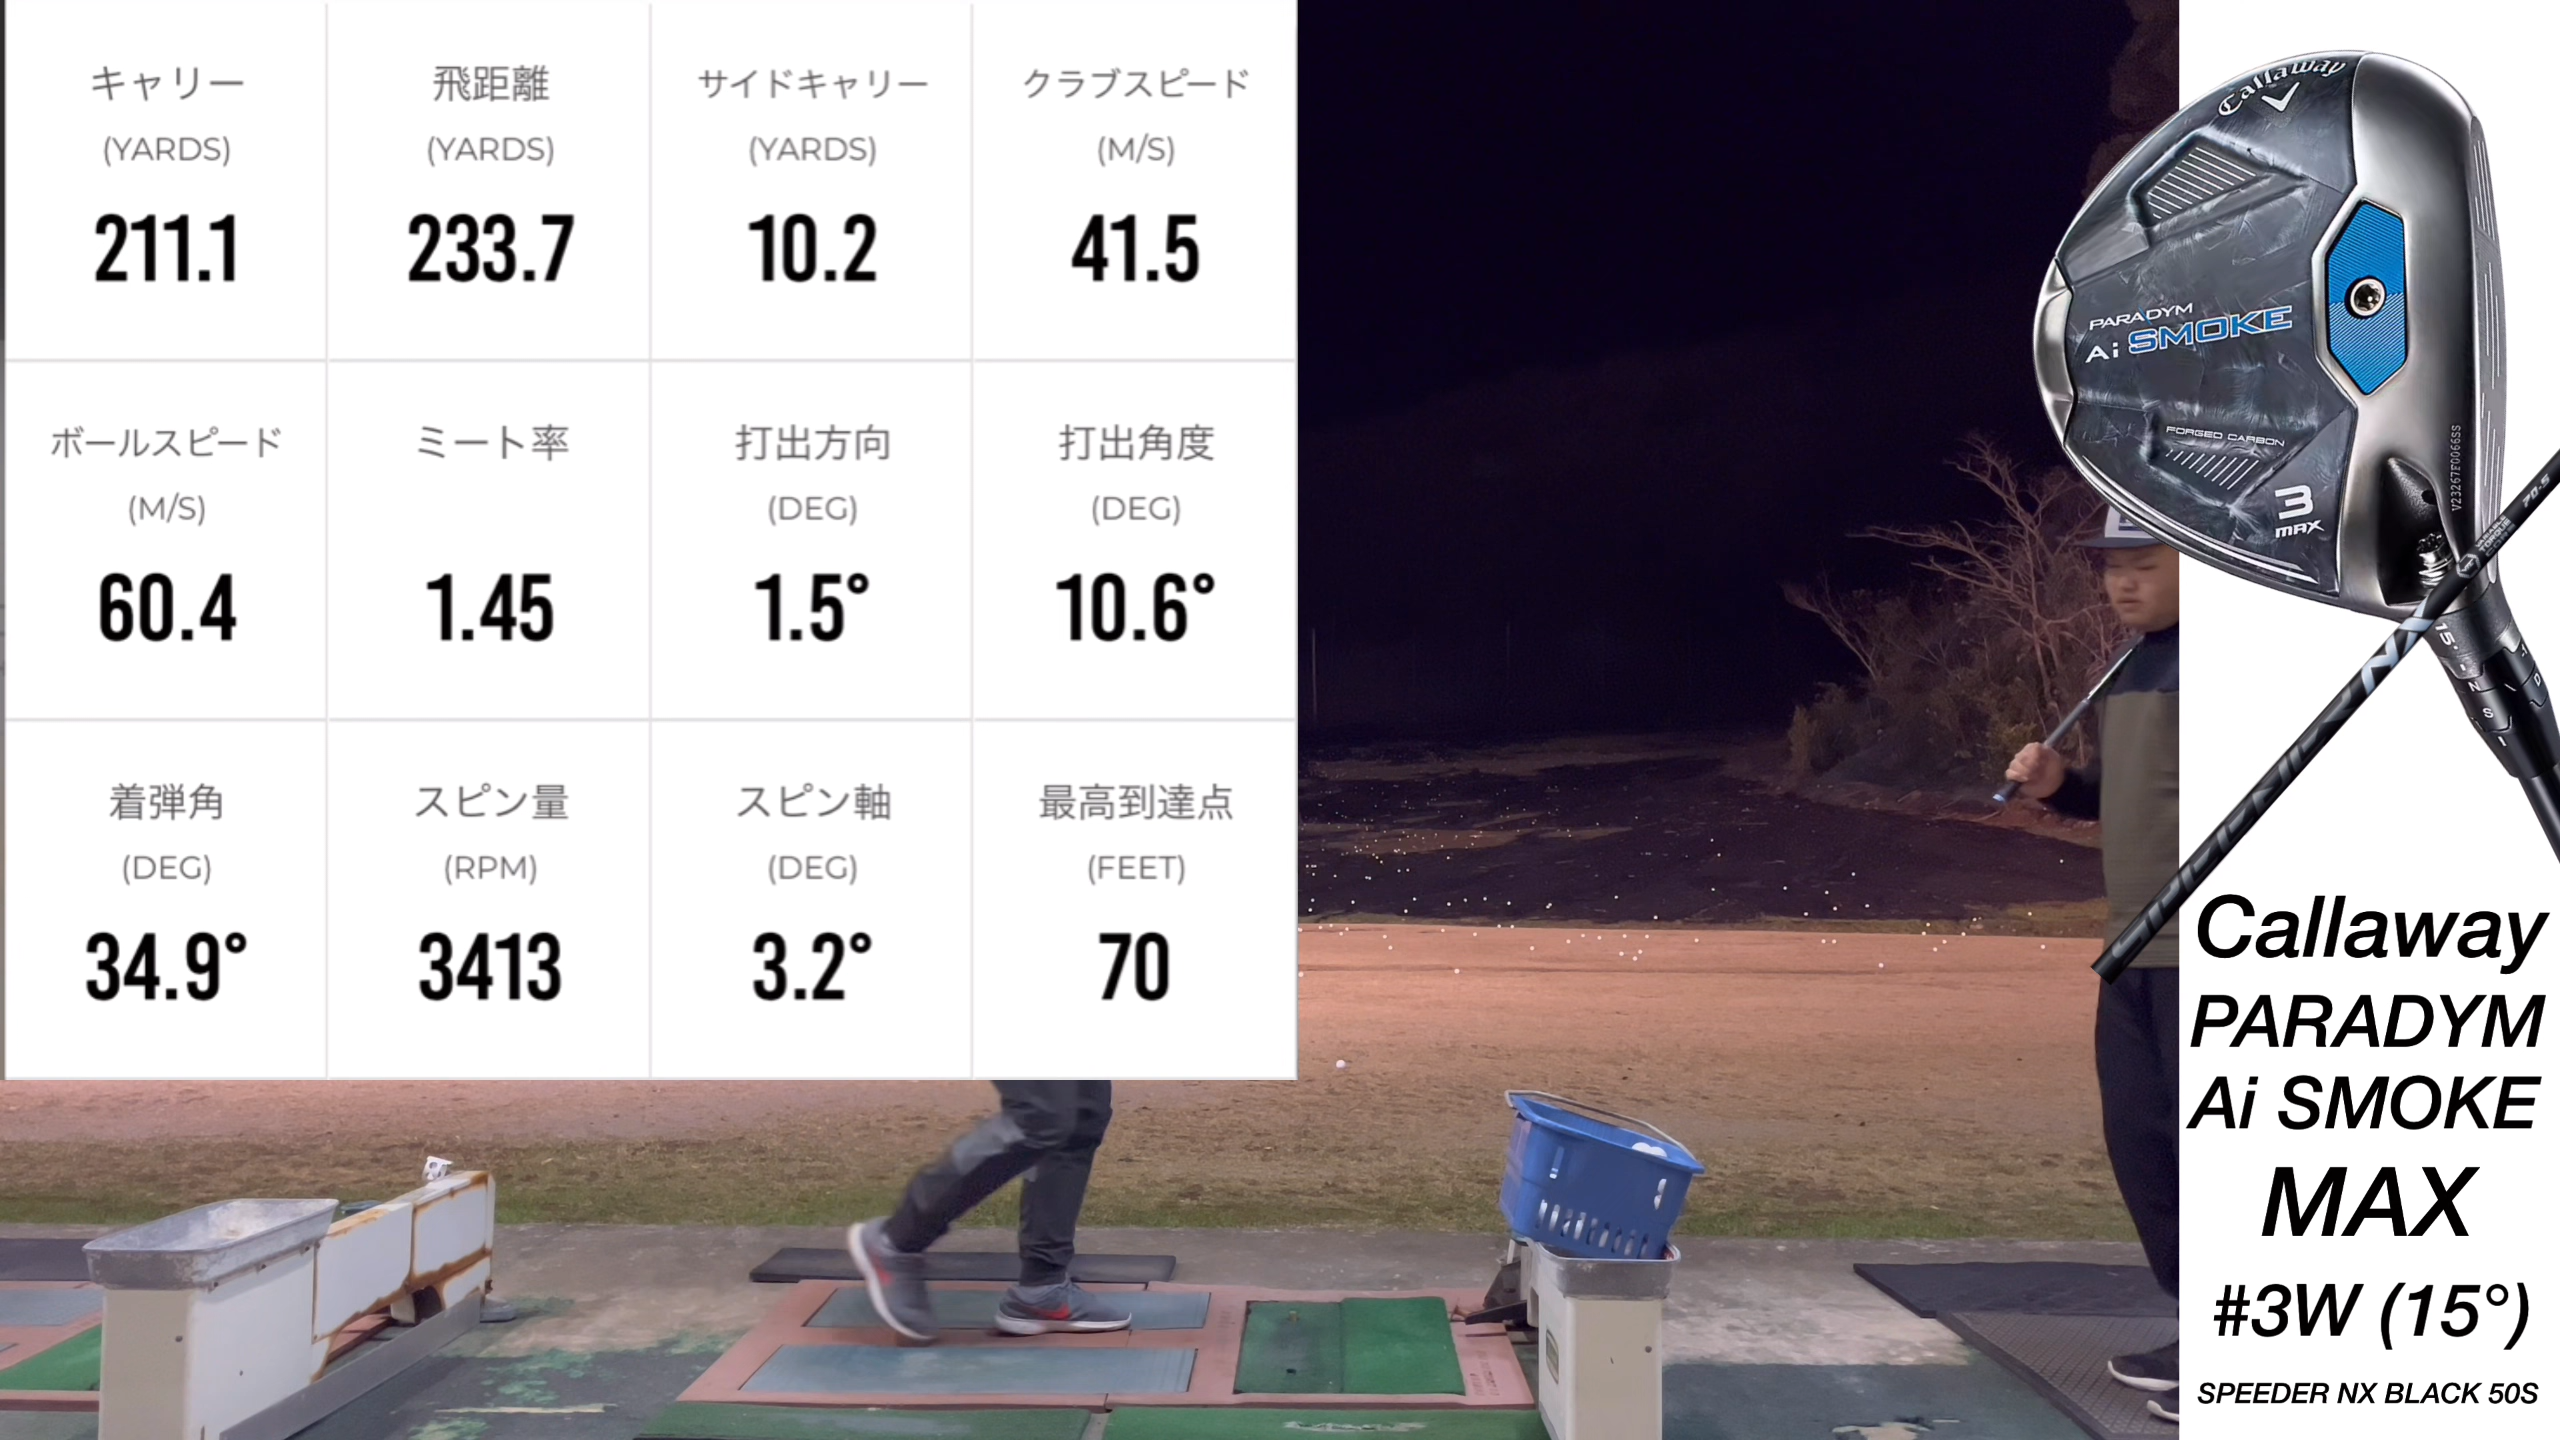 キャリー
(YARDS)
211.1
飛距離
(YARDS)
233.7
サイドキャリー
(YARDS)
10.2
クラブスピード
(M/S)
41.5
ボールスピード
(M/S)
60.4
ミート率
1.45
打出方向
(DEG)
1.5°
打出角度
(DEG)
10.6°
着弾角
(DEG)
34.9°
スピン量
(RPM)
3413
スピン軸
(DEG)
3.2°
最高到達点
(FEET)
70
Callaway
PARADYM
Ai SMOKE
FORGED CARBON
3
MAX
V23267F0066SS
70-S
15°
N
S
Callaway
PARADYM
Ai SMOKE
MAX
#3W (15°)
SPEEDER NX BLACK 50S